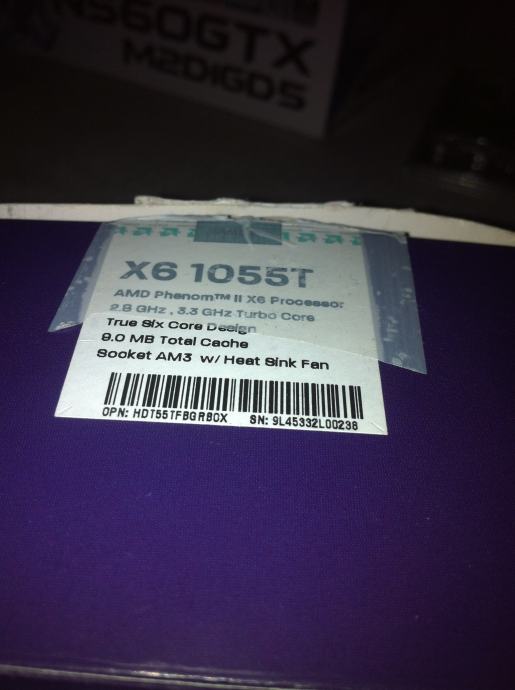 N560GTX
M2DIGD5
X6 1055T
AMD Phenom™ II X6 Processor
2.8 GHz , 3.3 GHz Turbo Core
True Six Core Design
9.0 MB Total Cache
Socket AM3 w/ Heat Sink Fan
OPN: HDT55TFBGRBOX SN: 9L45332L00236